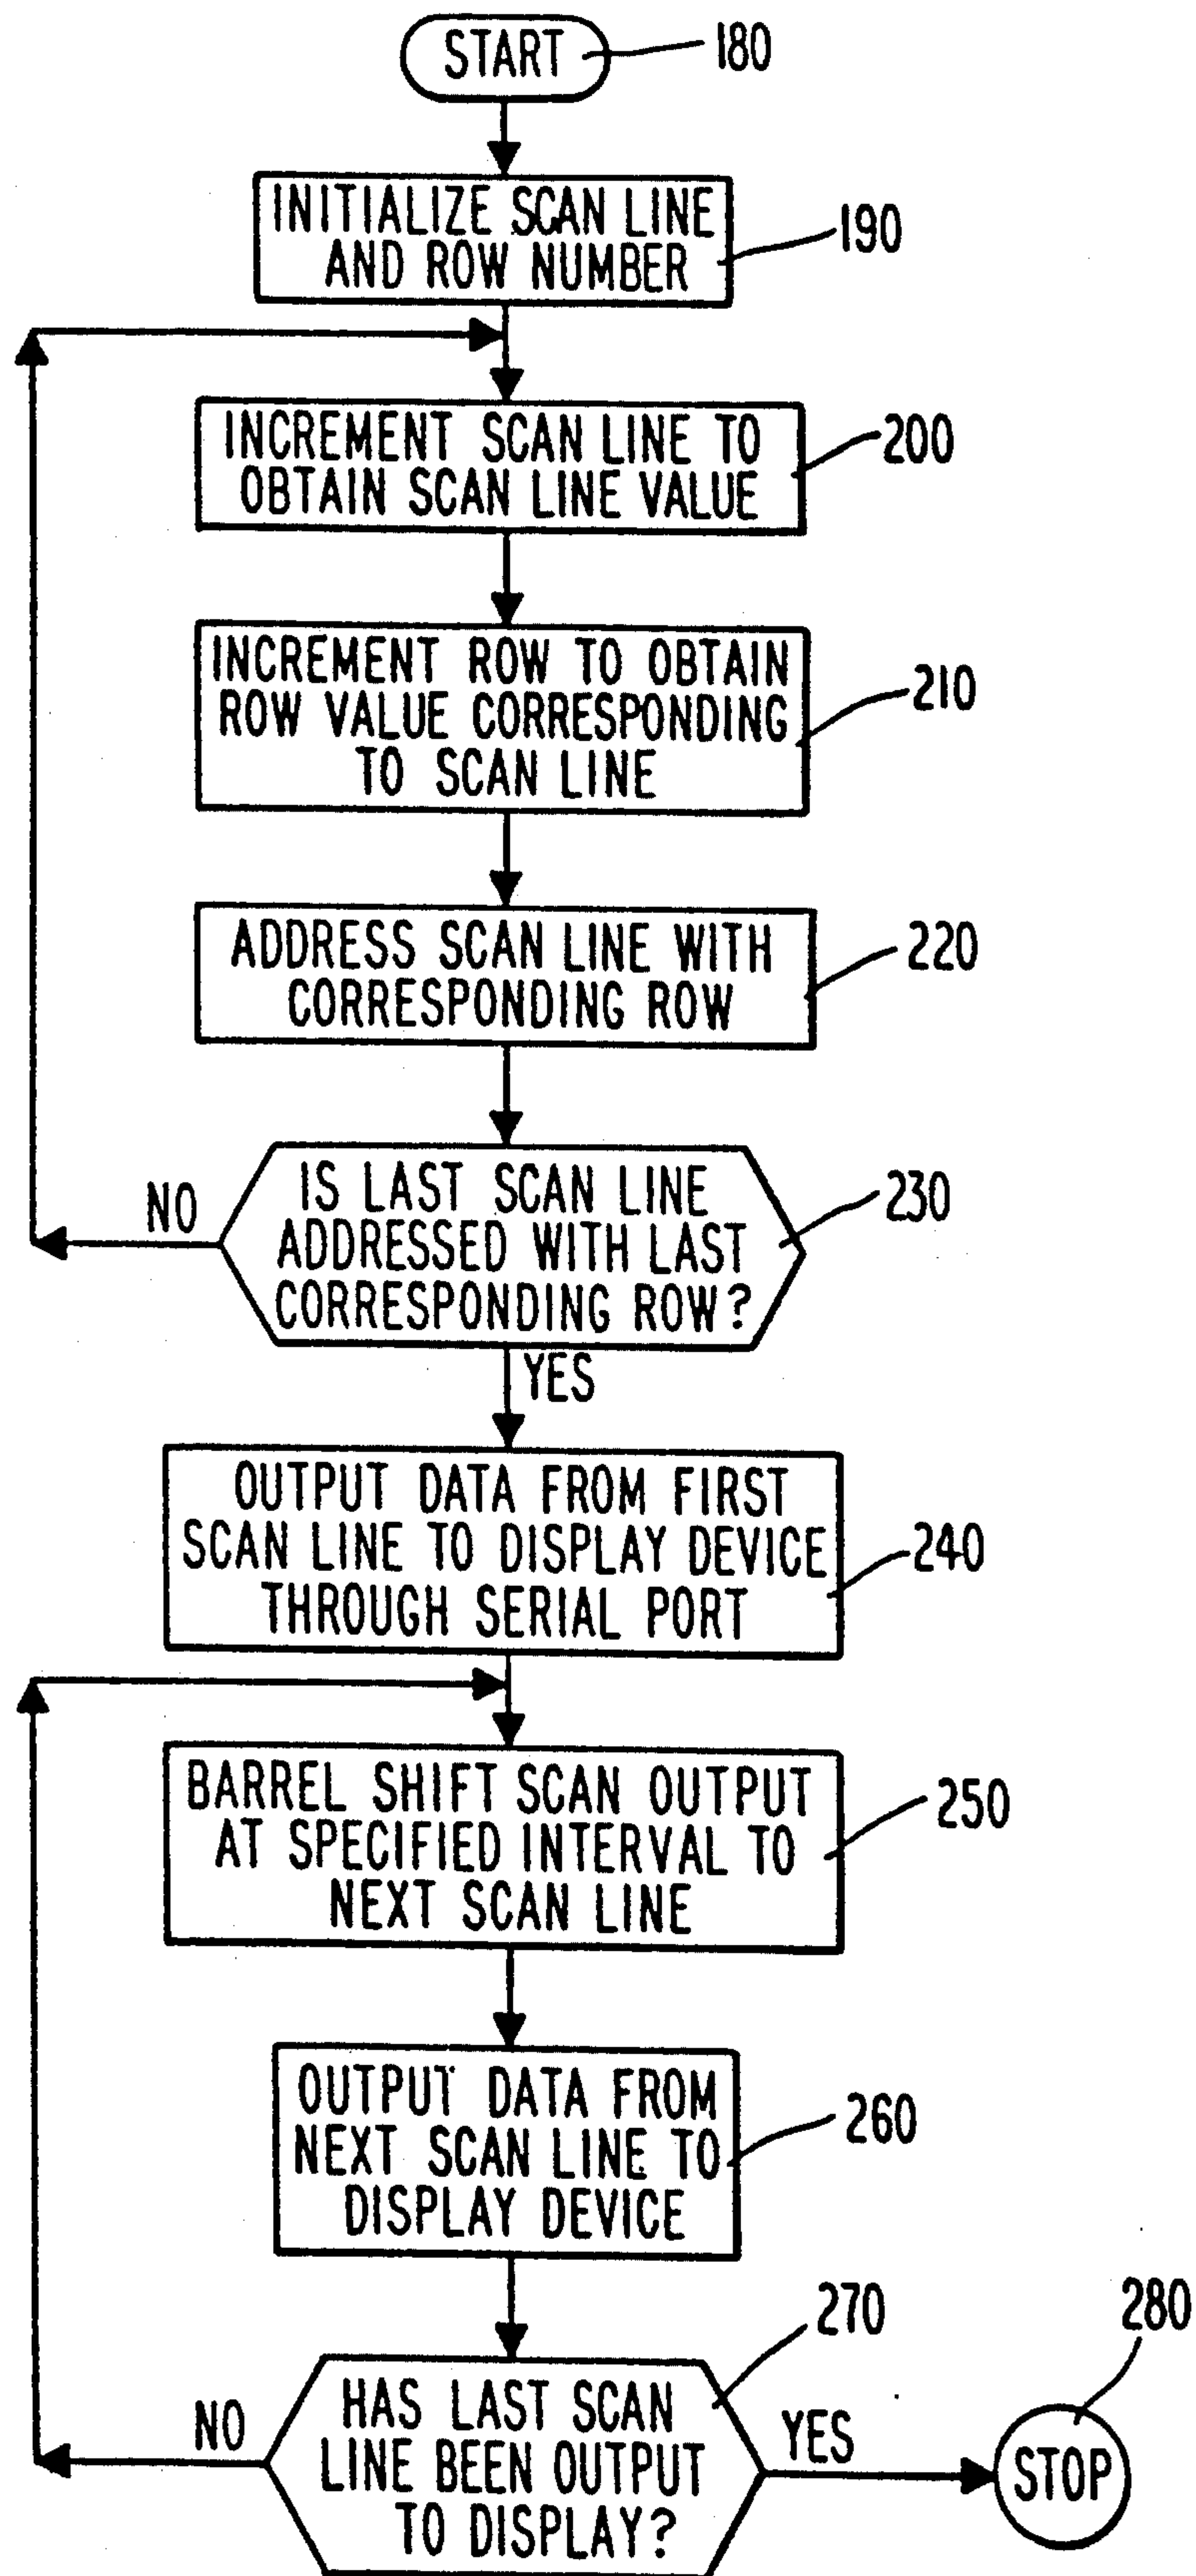 START
180
INITIALIZE SCAN LINE
AND ROW NUMBER
190
INCREMENT SCAN LINE TO
OBTAIN SCAN LINE VALUE
200
INCREMENT ROW TO OBTAIN
ROW VALUE CORRESPONDING
TO SCAN LINE
210
ADDRESS SCAN LINE WITH
CORRESPONDING ROW
220
IS LAST SCAN LINE
ADDRESSED WITH LAST
CORRESPONDING ROW?
230
NO
YES
OUTPUT DATA FROM FIRST
SCAN LINE TO DISPLAY DEVICE
THROUGH SERIAL PORT
240
BARREL SHIFT SCAN OUTPUT
AT SPECIFIED INTERVAL TO
NEXT SCAN LINE
250
OUTPUT DATA FROM
NEXT SCAN LINE TO
DISPLAY DEVICE
260
HAS LAST SCAN
LINE BEEN OUTPUT
TO DISPLAY?
270
NO
YES
STOP
280